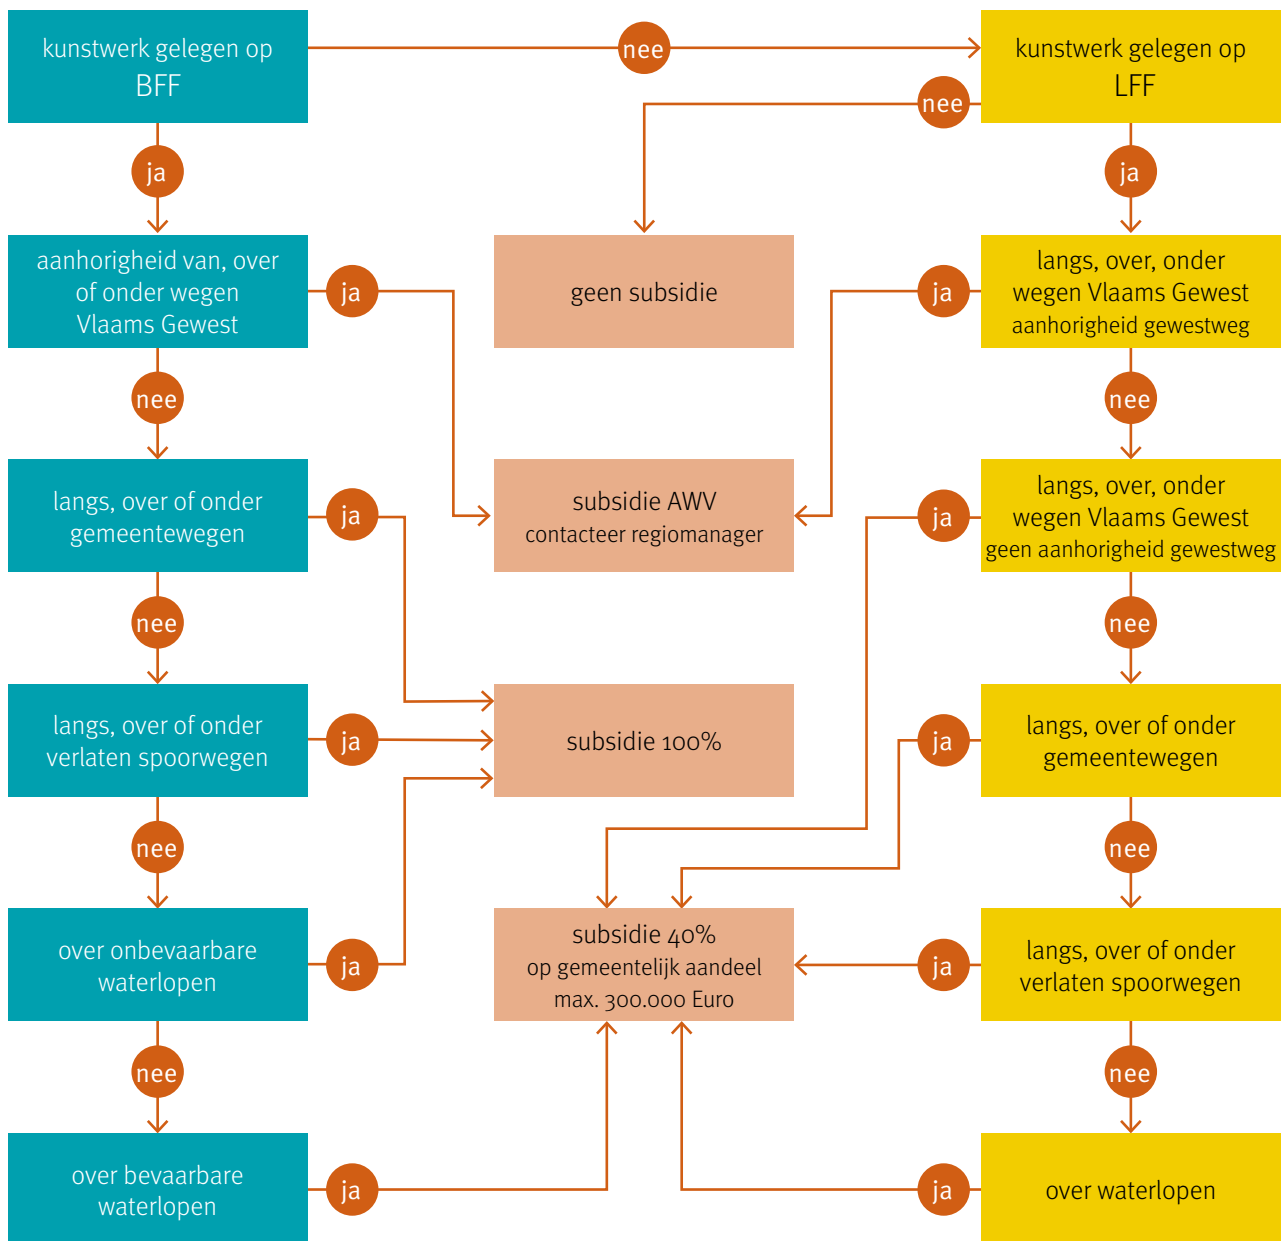 kunstwerk gelegen op
BFF
nee
kunstwerk gelegen op
LFF
nee
ja
ja
aanhorigheid van, over
of onder wegen
Vlaams Gewest
ja
geen subsidie
ja
langs, over, onder
wegen Vlaams Gewest
aanhorigheid gewestweg
nee
nee
langs, over of onder
gemeentewegen
ja
subsidie AWV
contacteer regiomanager
ja
langs, over, onder
wegen Vlaams Gewest
geen aanhorigheid gewestweg
nee
nee
langs, over of onder
verlaten spoorwegen
ja
subsidie 100%
ja
langs, over of onder
gemeentewegen
nee
nee
over onbevaarbare
waterlopen
ja
subsidie 40%
op gemeentelijk aandeel
max. 300.000 Euro
ja
langs, over of onder
verlaten spoorwegen
nee
nee
over bevaarbare
waterlopen
ja
ja
over waterlopen